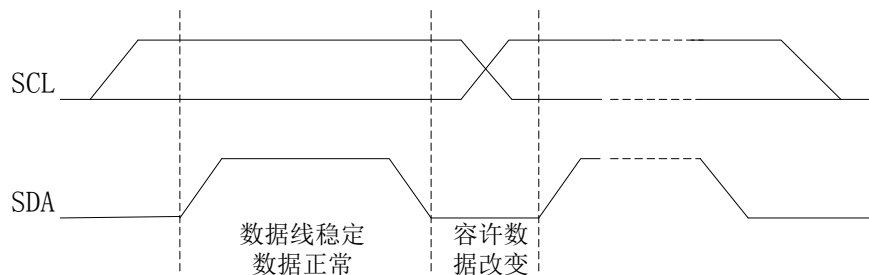 SCL
SDA
数据线稳定
数据正常
容许数
据改变